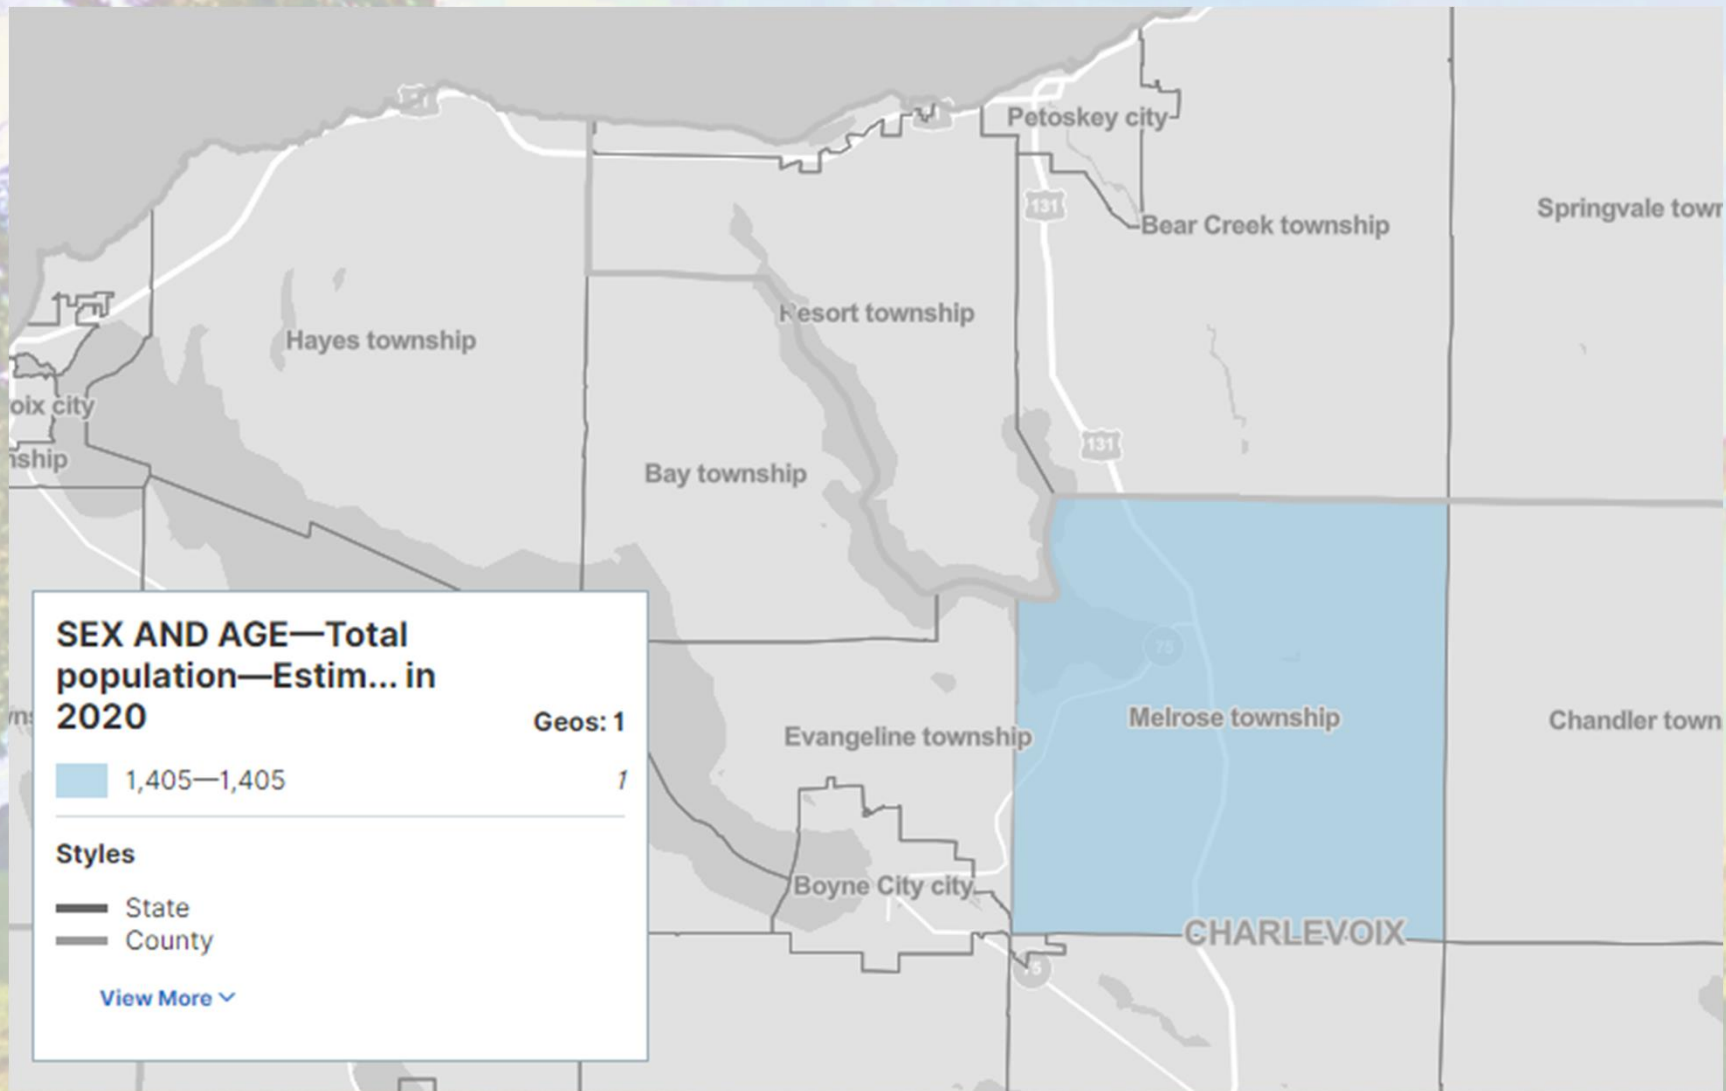 Petoskey city
131
Springvale town
Bear Creek township
Resort township
Hayes township
oix city
131
nship
Bay township
75
Melrose township
Chandler town
Evangeline township
Boyne City city
CHARLEVOIX
75
SEX AND AGE—Total
population—Estim... in
2020
Geos: 1
1,405—1,405
1
Styles
State
County
View More